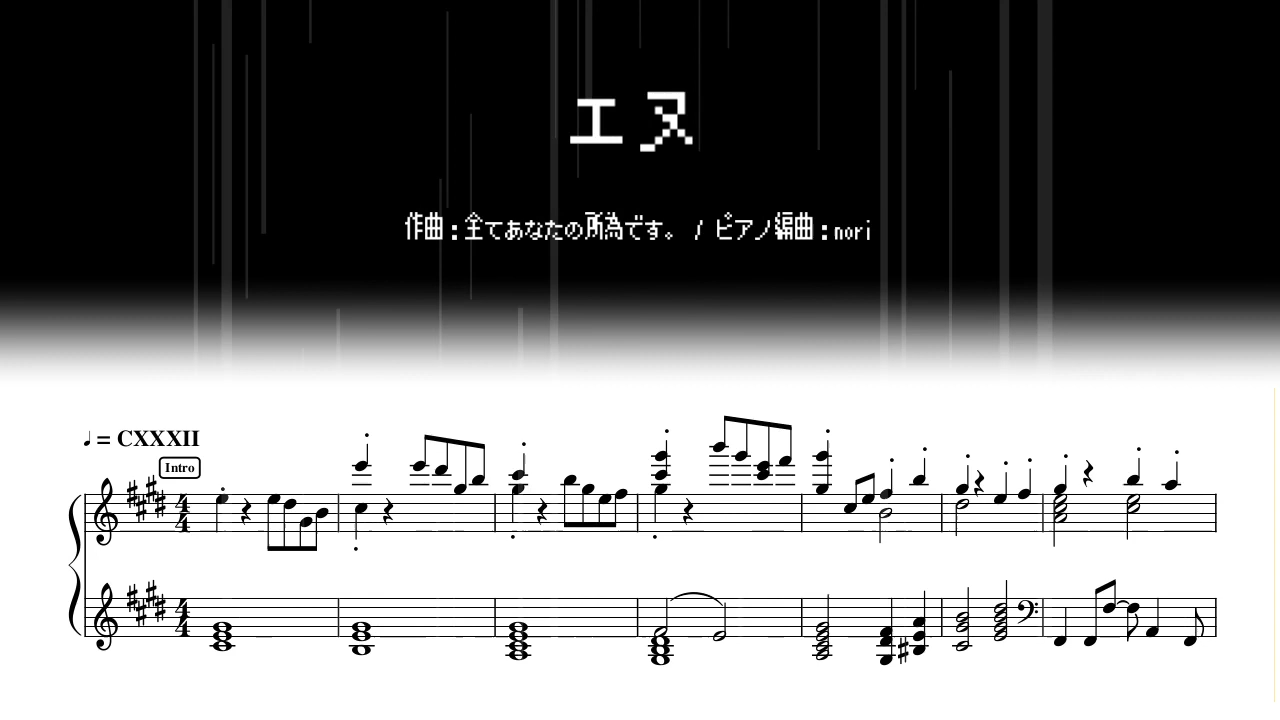 エヌ
作曲：全てあなたの所為です。 / ピアノ編曲：nori
♩ = CXXXII
Intro